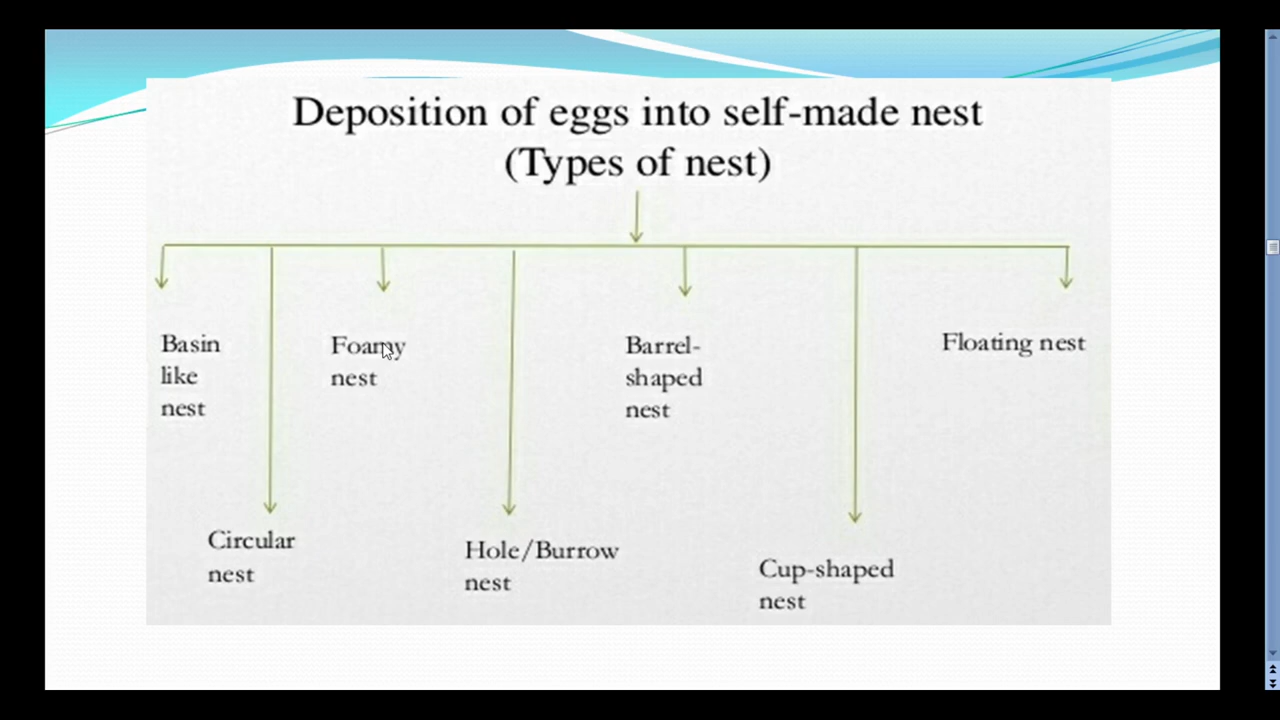 Deposition of eggs into self-made nest
(Types of nest)
Basin
like
nest
Foamy
nest
Barrel-
shaped
nest
Floating nest
Circular
nest
Hole/Burrow
nest
Cup-shaped
nest